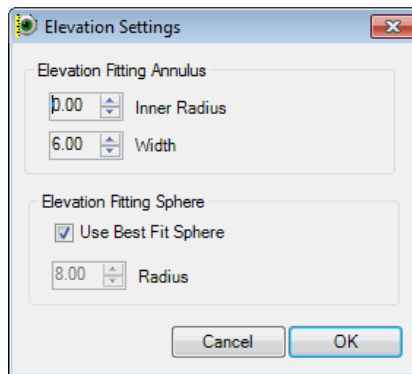 Elevation Settings
Elevation Fitting Annulus
0.00 Inner Radius
6.00 Width
Elevation Fitting Sphere
Use Best Fit Sphere
8.00 Radius
Cancel OK